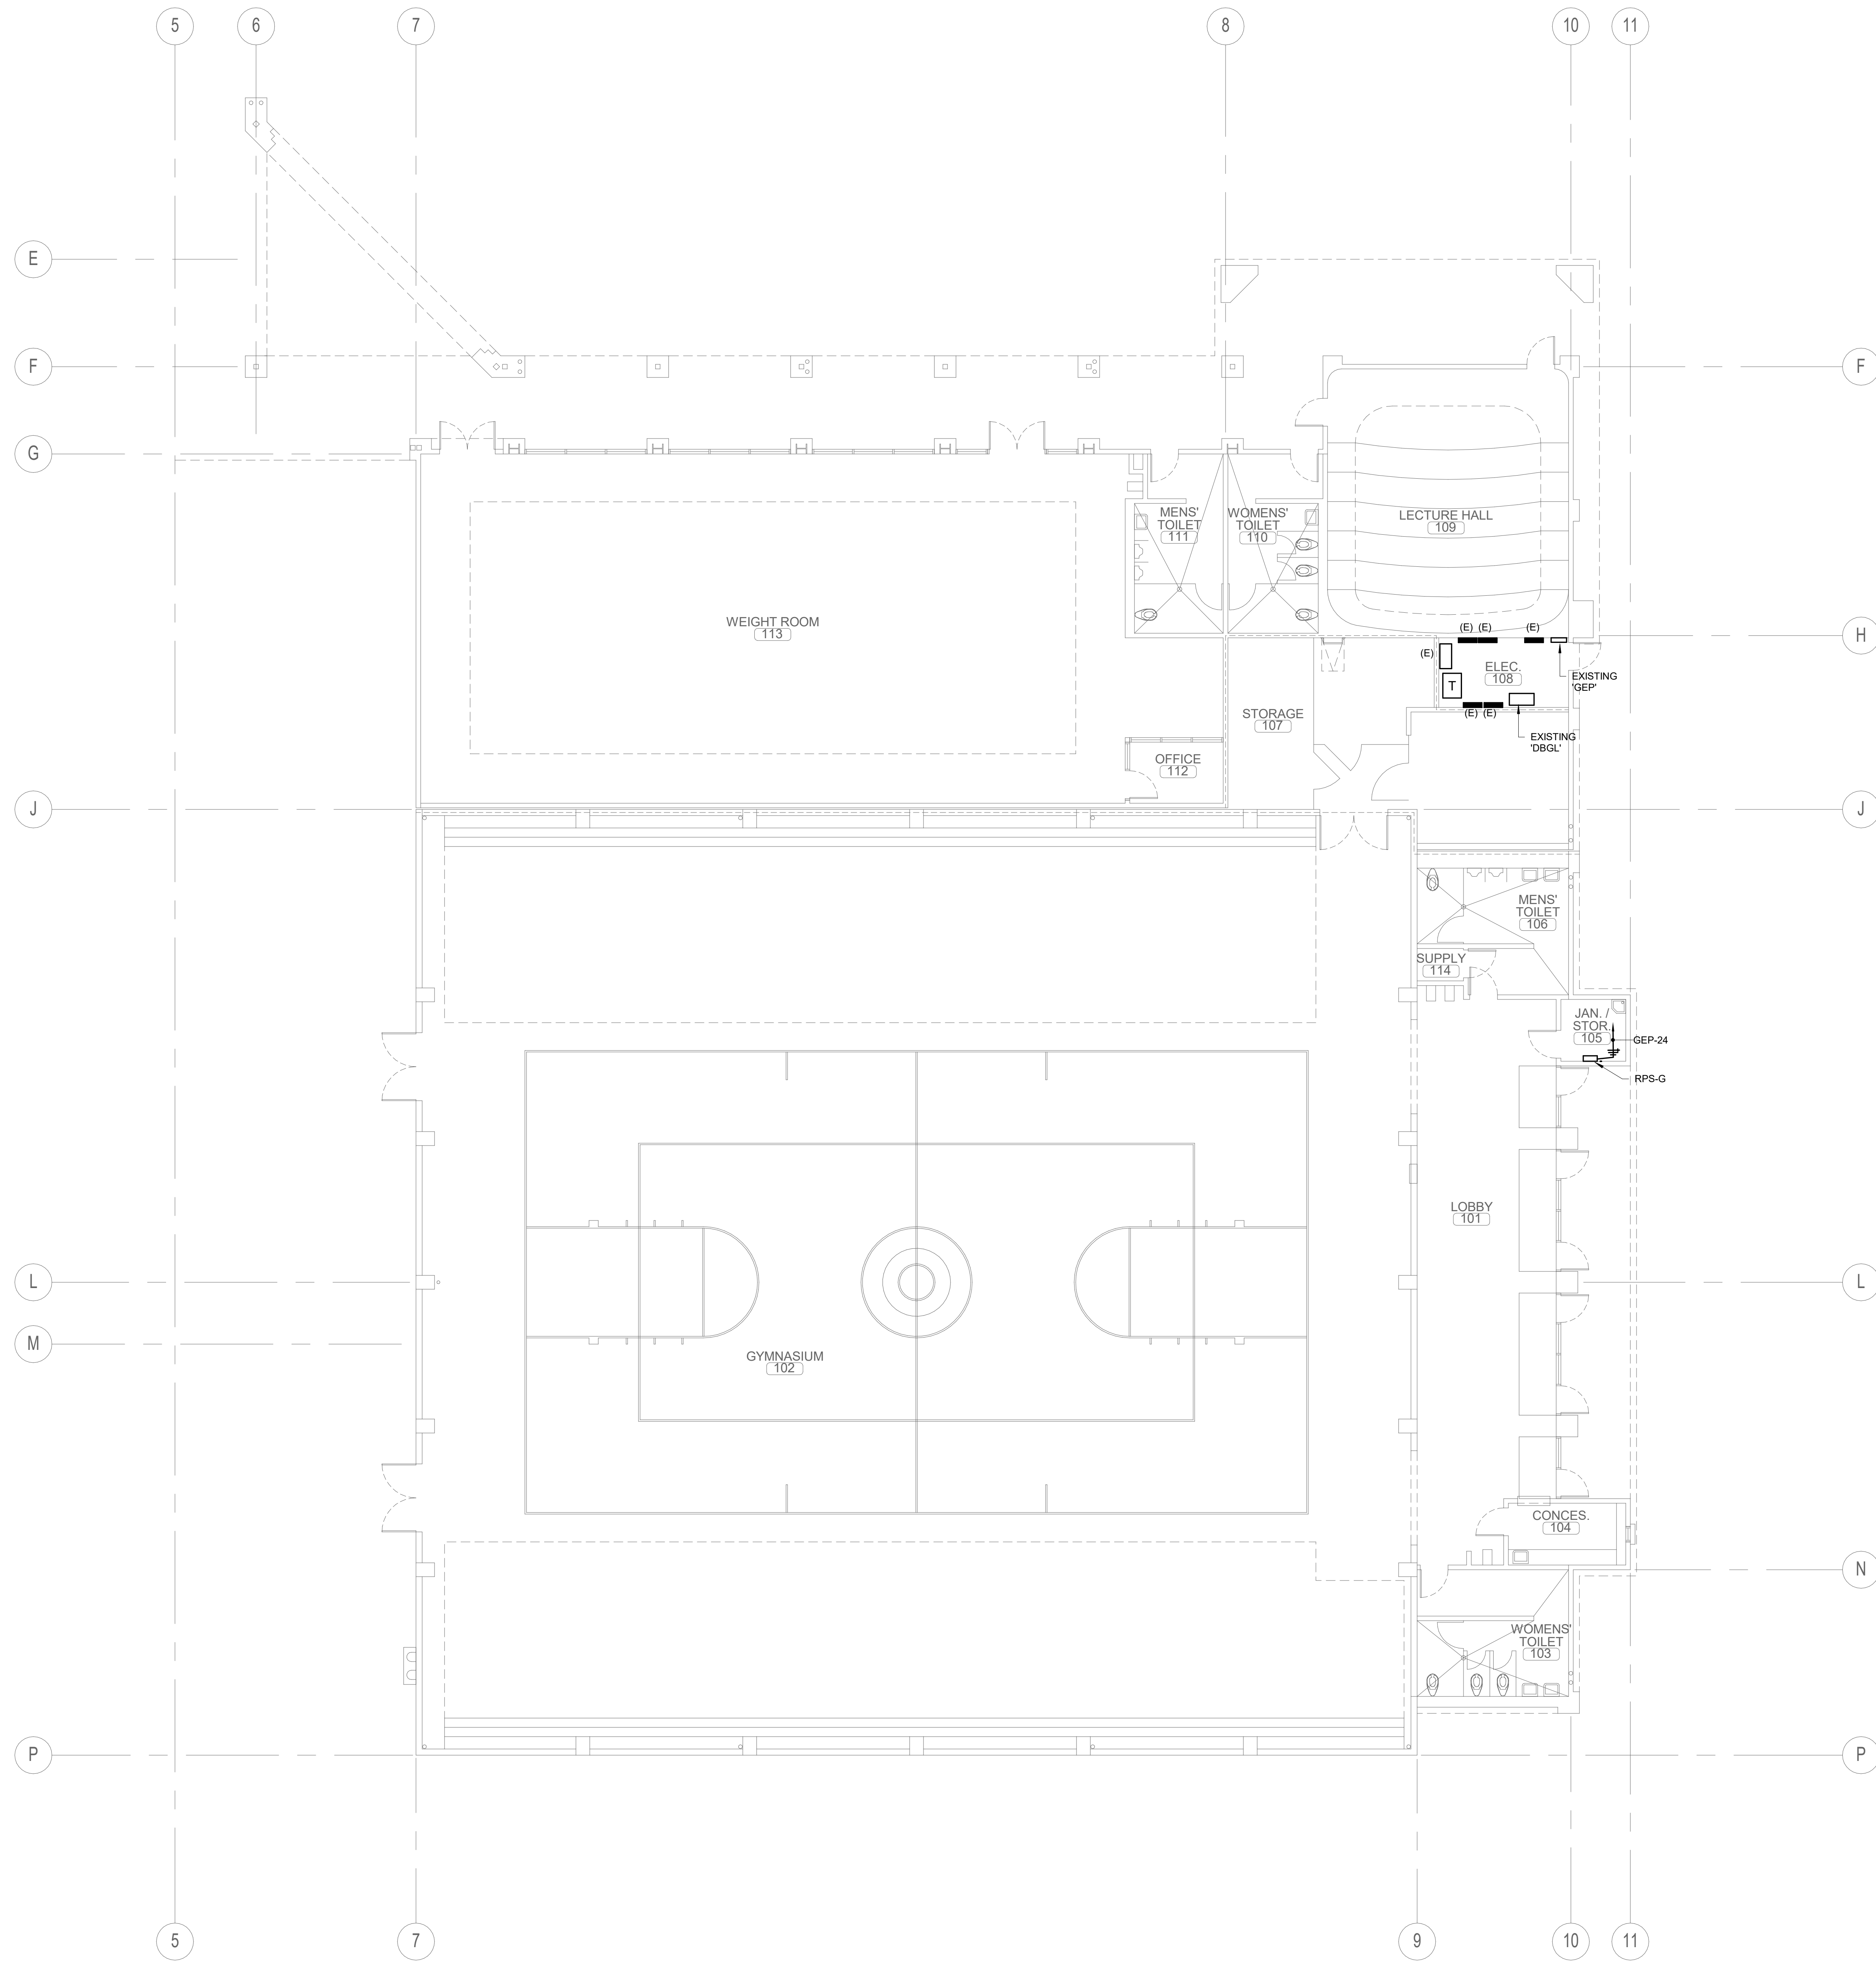 5 6 7 8 10 11
E
F F
G
MENS'
TOILET
111
WOMENS'
TOILET
110
LECTURE HALL
109
WEIGHT ROOM
113
(E) (E) (E)
H
(E)
ELEC.
108
T
EXISTING
'GEP'
(E) (E)
STORAGE
107
EXISTING
'DBGL'
OFFICE
112
J J
MENS'
TOILET
106
SUPPLY
114
JAN. /
STOR.
105
GEP-24
RPS-G
LOBBY
101
L L
M
GYMNASIUM
102
CONCES.
104
N
WOMENS'
TOILET
103
P P
5 7 9 10 11